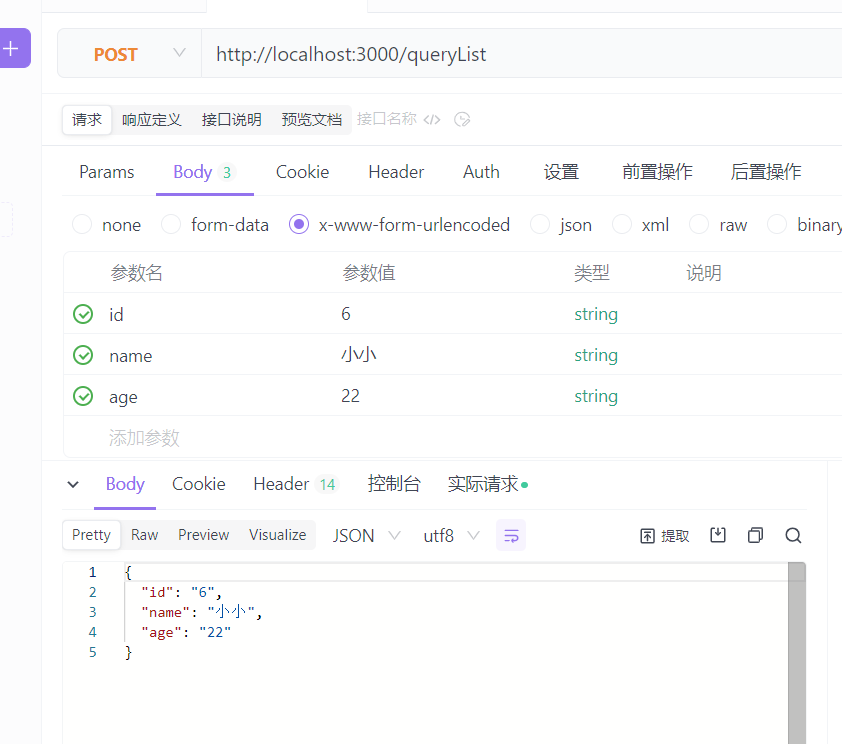 POST http://localhost:3000/queryList
请求 响应定义 接口说明 预览文档 接口名称 </>
Params Body 3 Cookie Header Auth 设置 前置操作 后置操作
none form-data x-www-form-urlencoded json xml raw binary
参数名 参数值 类型 说明
id 6 string
name 小小 string
age 22 string
添加参数
Body Cookie Header 14 控制台 实际请求
Pretty Raw Preview Visualize JSON utf8 提取
1 {
2 "id": "6",
3 "name": "小小",
4 "age": "22"
5 }